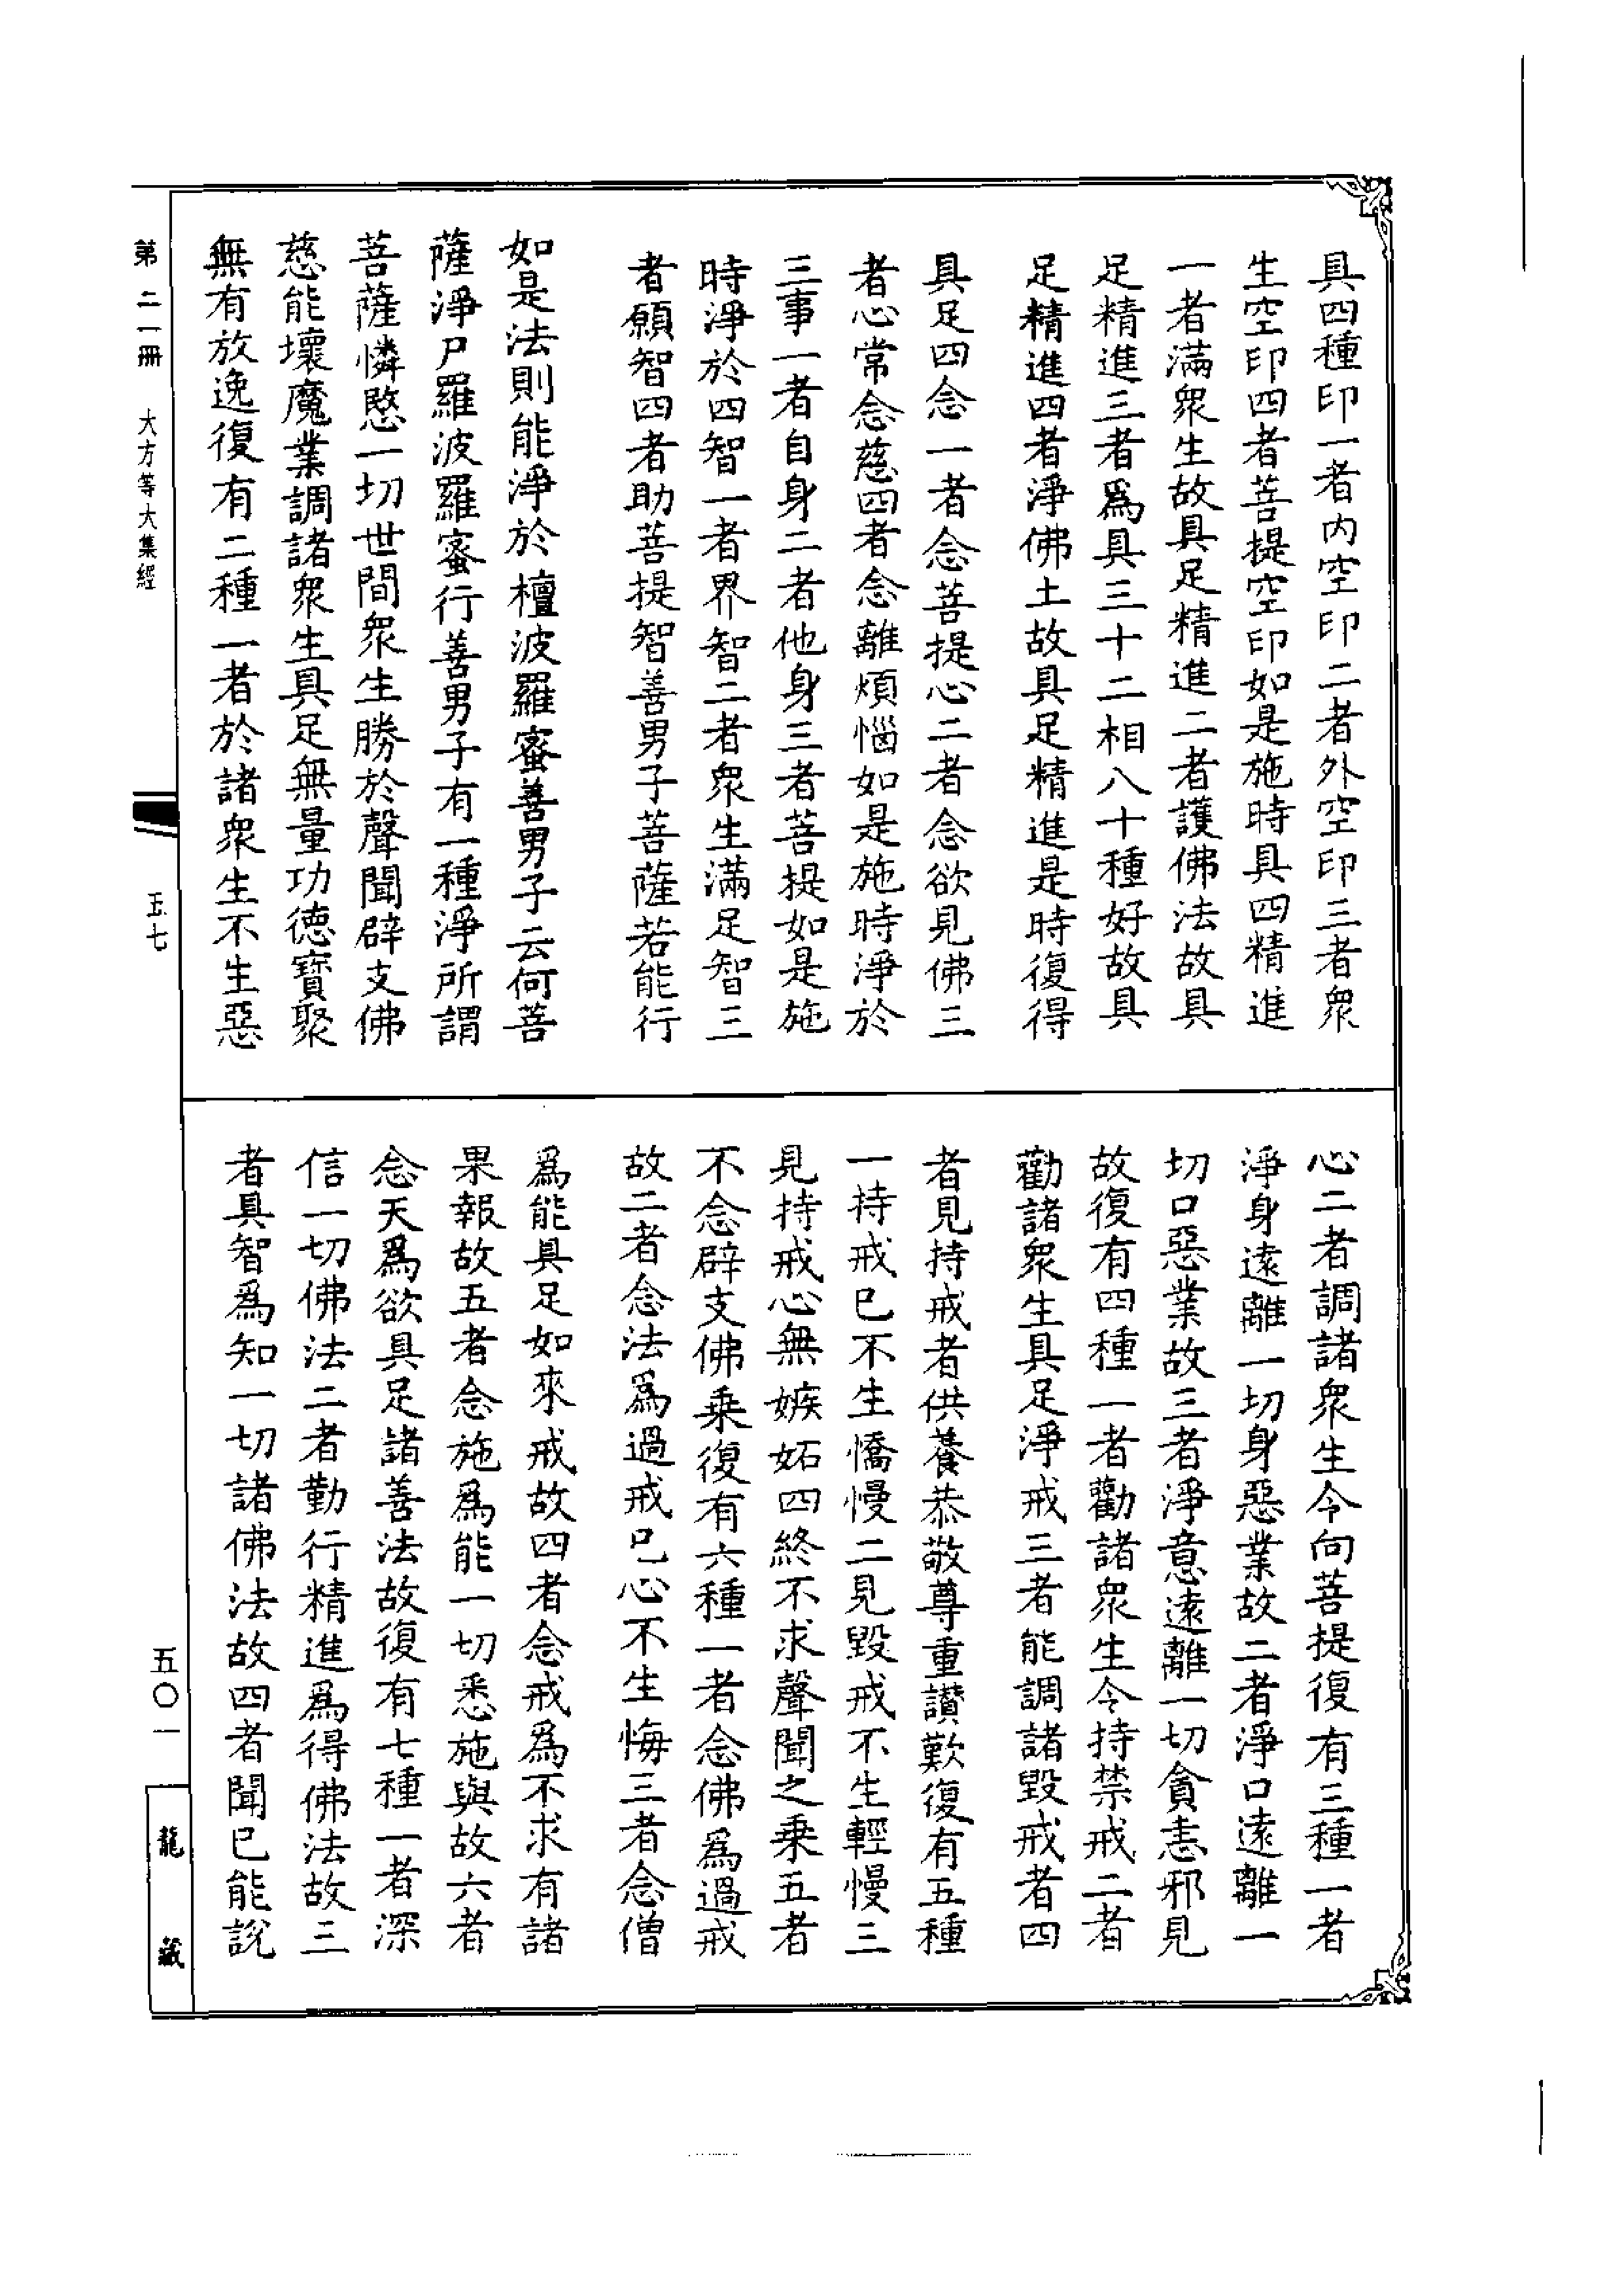 具四種印一者内空印二者外空印三者衆
生空印四者菩提空印如是施時具四精進
一者滿衆生故具足精進二者護佛法故具
足精進三者爲具三十二相八十種好故具
足精進四者淨佛土故具足精進是時復得
具足四念一者念菩提心二者念欲見佛三
者心常念慈四者念離煩惱如是施時淨於
三事一者自身二者他身三者菩提如是施
時淨於四智一者界智二者衆生滿足智三
者願智四者助菩提智善男子菩薩若能行
如是法則能淨於檀波羅蜜善男子云何菩
薩淨尸羅波羅蜜行善男子有一種淨所謂
菩薩憐愍一切世間衆生勝於聲聞辟支佛
慈能壞魔業調諸衆生具足無量功德寶聚
無有放逸復有二種一者於諸衆生不生惡
心二者調諸衆生令向菩提復有三種一者
淨身遠離一切身惡業故二者淨口遠離一
切口惡業故三者淨意遠離一切貪恚邪見
故復有四種一者勸諸衆生令持禁戒二者
勸諸衆生具足淨戒三者能調諸毀戒者四
者見持戒者供養恭敬尊重讃歎復有五種
一持戒已不生憍慢二見毀戒不生輕慢三
見持戒心無嫉妬四終不求聲聞之乗五者
不念辟支佛乗復有六種一者念佛爲過戒
故二者念法爲過戒已心不生悔三者念僧
爲能具足如來戒故四者念戒爲不求有諸
果報故五者念施爲能一切悉施與故六者
念天爲欲具足諸善法故復有七種一者深
信一切佛法二者勤行精進爲得佛法故三
者具智爲知一切諸佛法故四者聞已能說
第二一冊 大方等大集經
五七
五〇一
龍藏